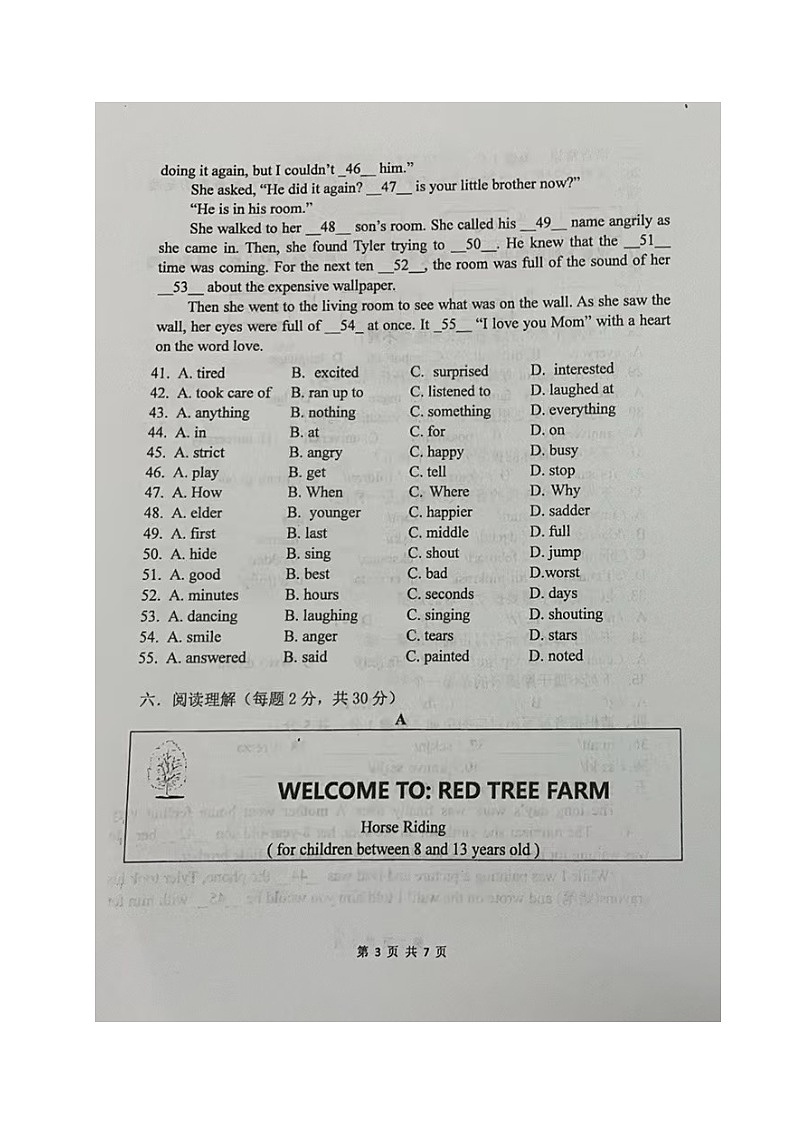 doing it again, but I couldn't _46__ him."
She asked, "He did it again? __47__ is your little brother now?"
"He is in his room."
She walked to her __48__ son's room. She called his __49__ name angrily as
she came in. Then, she found Tyler trying to __50__. He knew that the __51__
time was coming. For the next ten __52__, the room was full of the sound of her
__53__ about the expensive wallpaper.
Then she went to the living room to see what was on the wall. As she saw the
wall, her eyes were full of __54_ at once. It _55__ "I love you Mom" with a heart
on the word love.
41. A. tired B. excited C. surprised D. interested
42. A. took care of B. ran up to C. listened to D. laughed at
43. A. anything B. nothing C. something D. everything
44. A. in B. at C. for D. on
45. A. strict B. angry C. happy D. busy
46. A. play B. get C. tell D. stop
47. A. How B. When C. Where D. Why
48. A. elder B. younger C. happier D. sadder
49. A. first B. last C. middle D. full
50. A. hide B. sing C. shout D. jump
51. A. good B. best C. bad D.worst
52. A. minutes B. hours C. seconds D. days
53. A. dancing B. laughing C. singing D. shouting
54. A. smile B. anger C. tears D. stars
55. A. answered B. said C. painted D. noted
六．阅读理解（每题 2 分，共 30 分）
A
WELCOME TO: RED TREE FARM
Horse Riding
( for children between 8 and 13 years old )
第 3 页 共 7 页